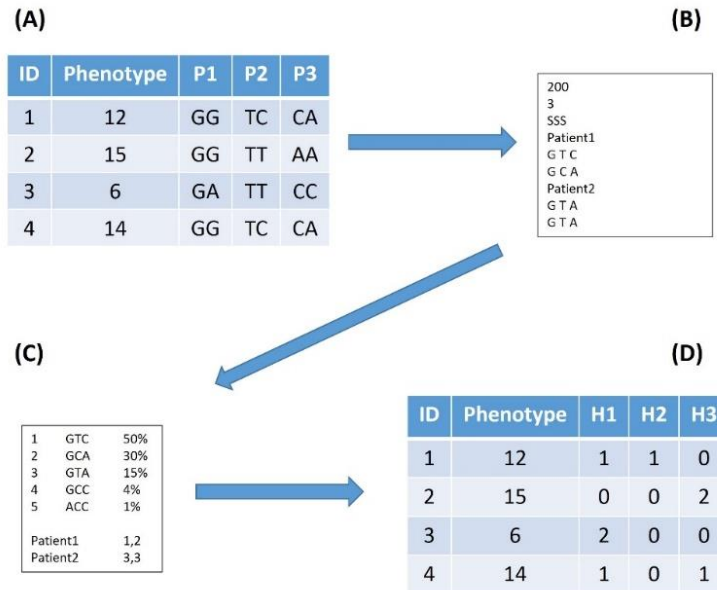 (A)
ID Phenotype P1 P2 P3
1 12 GG TC CA
2 15 GG TT AA
3 6 GA TT CC
4 14 GG TC CA
(B)
200
3
SSS
Patient1
G T C
G C A
Patient2
G T A
G T A
(C)
1 GTC 50%
2 GCA 30%
3 GTA 15%
4 GCC 4%
5 ACC 1%
Patient1 1,2
Patient2 3,3
(D)
ID Phenotype H1 H2 H3
1 12 1 1 0
2 15 0 0 2
3 6 2 0 0
4 14 1 0 1